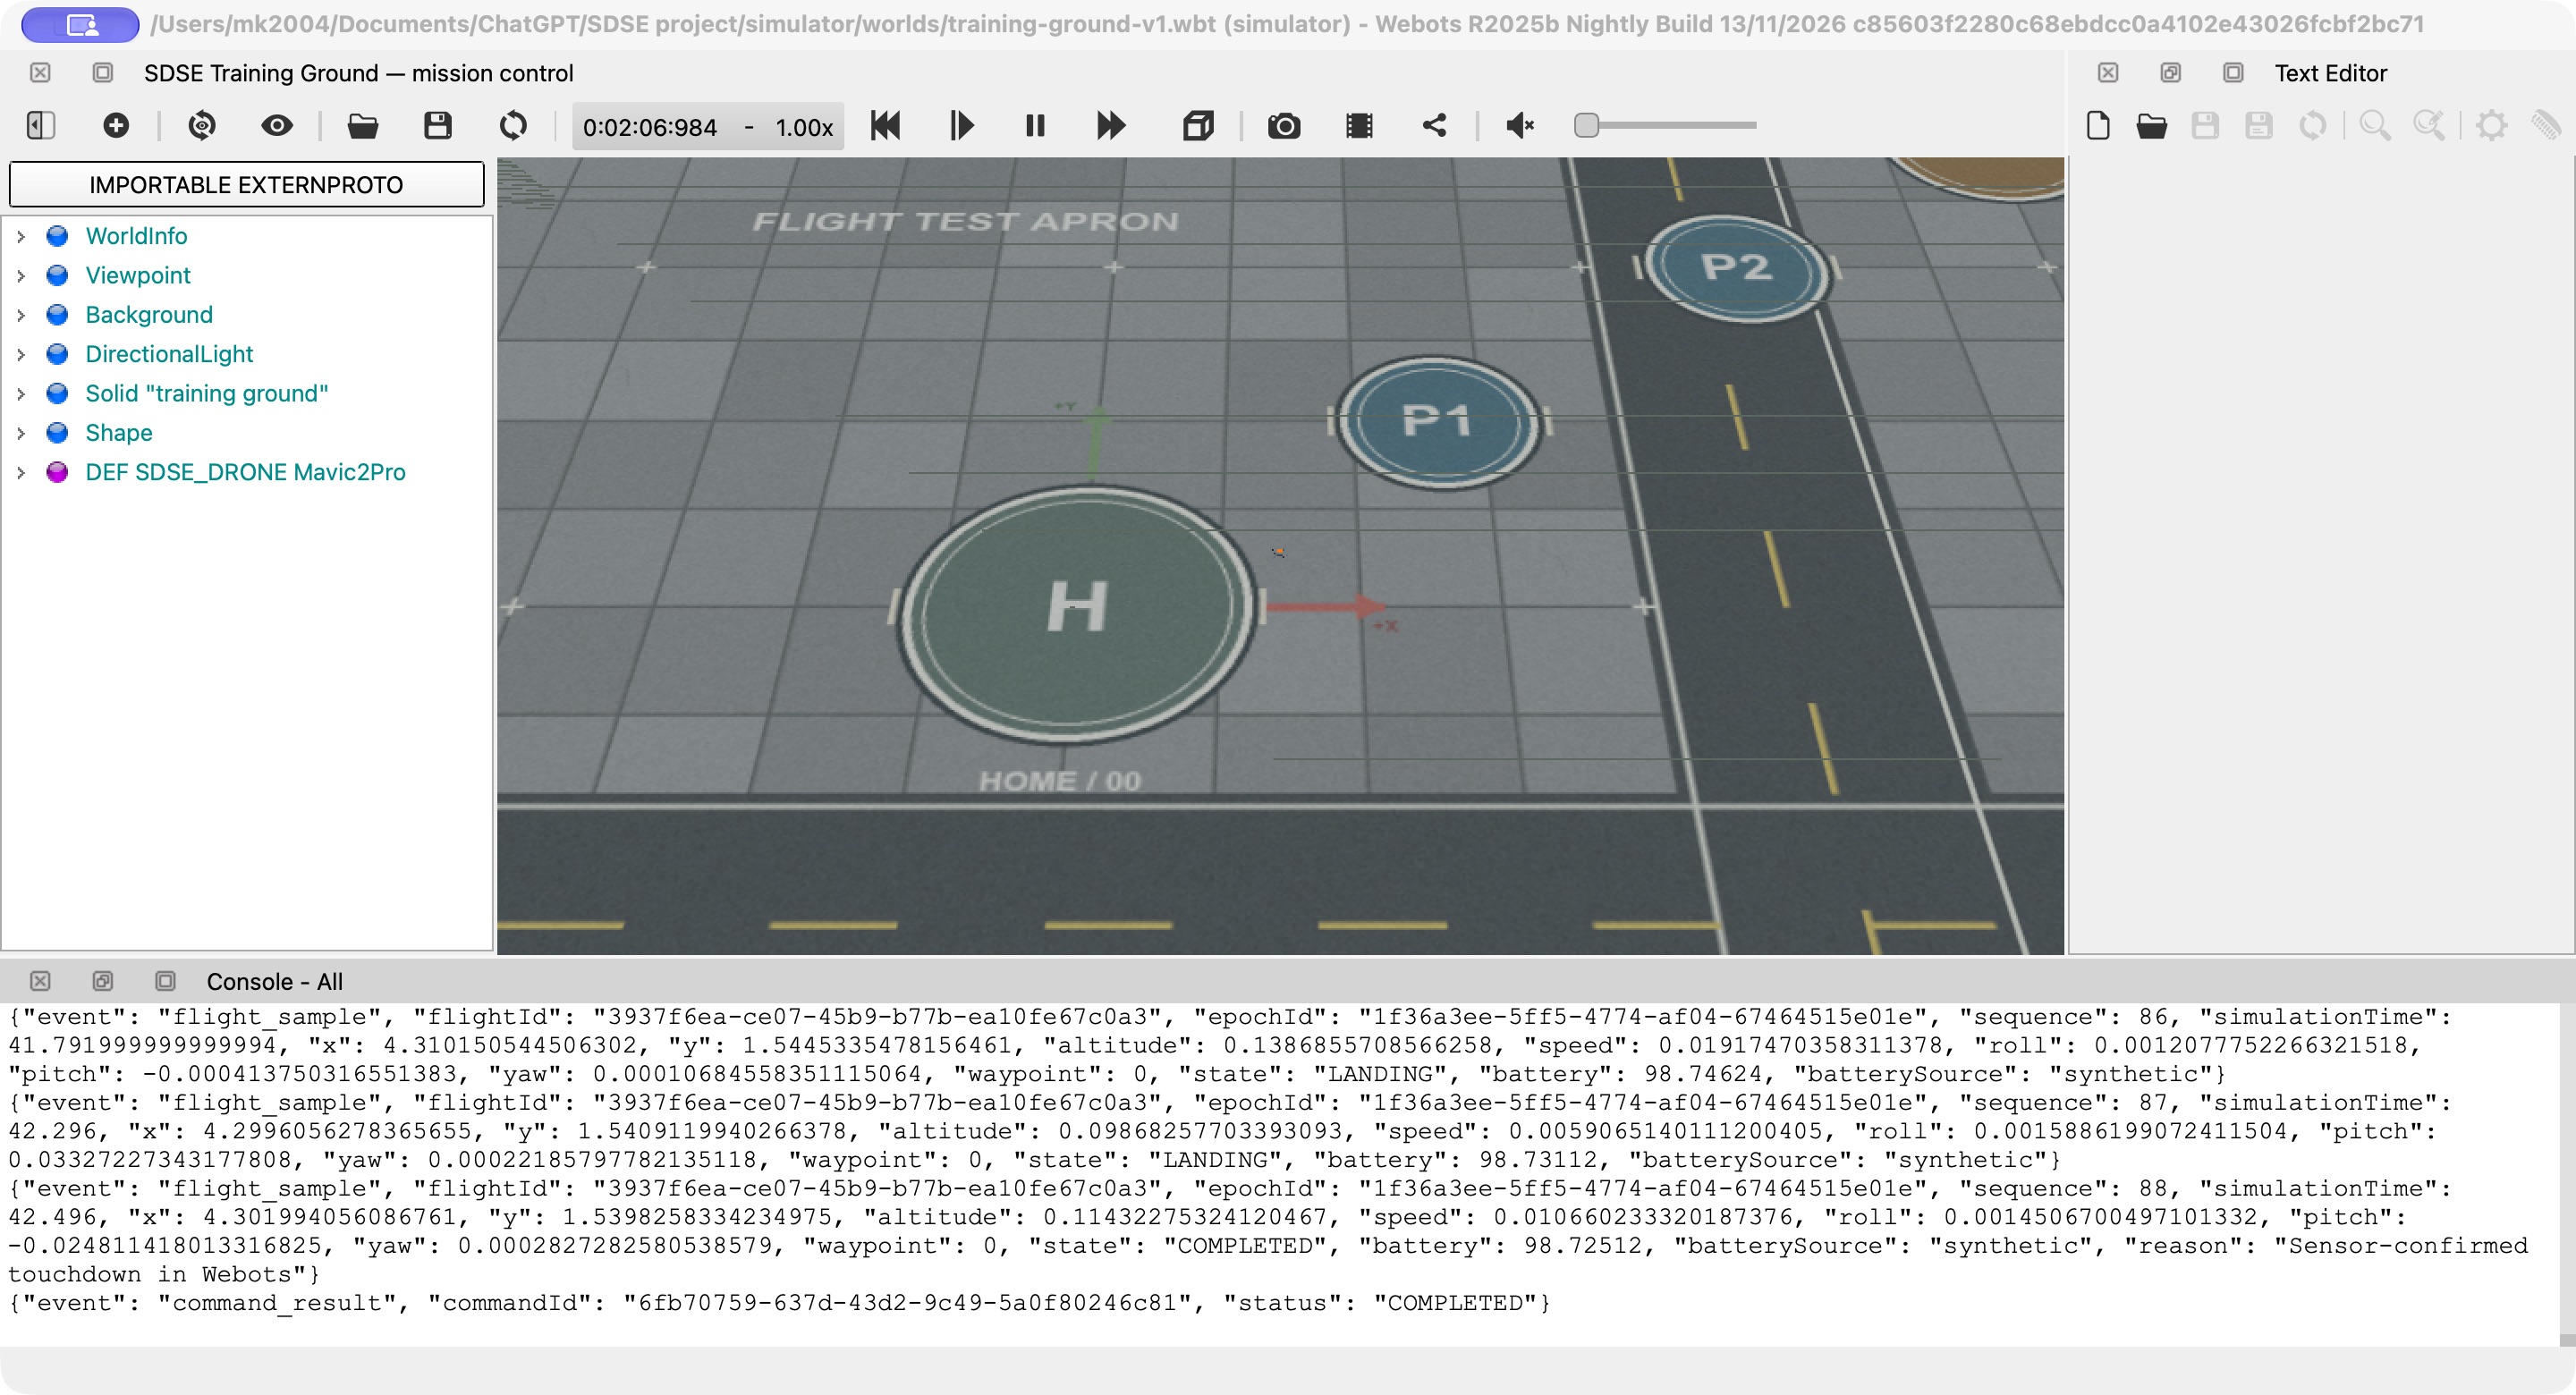 /Users/mk2004/Documents/ChatGPT/SDSE project/simulator/worlds/training-ground-v1.wbt (simulator) - Webots R2025b Nightly Build 13/11/2026 c85603f2280c68ebdcc0a4102e43026fcbf2bc71
SDSE Training Ground — mission control
Text Editor
0:02:06:984 - 1.00x
IMPORTABLE EXTERNPROTO
WorldInfo
Viewpoint
Background
DirectionalLight
Solid "training ground"
Shape
DEF SDSE_DRONE Mavic2Pro
FLIGHT TEST APRON
P2
P1
+Y
H
+X
HOME / 00
Console - All
{"event": "flight_sample", "flightId": "3937f6ea-ce07-45b9-b77b-ea10fe67c0a3", "epochId": "1f36a3ee-5ff5-4774-af04-67464515e01e", "sequence": 86, "simulationTime":
41.791999999999994, "x": 4.310150544506302, "y": 1.5445335478156461, "altitude": 0.1386855708566258, "speed": 0.01917470358311378, "roll": 0.0012077752266321518,
"pitch": -0.000413750316551383, "yaw": 0.00010684558351115064, "waypoint": 0, "state": "LANDING", "battery": 98.74624, "batterySource": "synthetic"}
{"event": "flight_sample", "flightId": "3937f6ea-ce07-45b9-b77b-ea10fe67c0a3", "epochId": "1f36a3ee-5ff5-4774-af04-67464515e01e", "sequence": 87, "simulationTime":
42.296, "x": 4.2996056278365655, "y": 1.5409119940266378, "altitude": 0.09868257703393093, "speed": 0.0059065140111200405, "roll": 0.0015886199072411504, "pitch":
0.03327227343177808, "yaw": 0.00022185797782135118, "waypoint": 0, "state": "LANDING", "battery": 98.73112, "batterySource": "synthetic"}
{"event": "flight_sample", "flightId": "3937f6ea-ce07-45b9-b77b-ea10fe67c0a3", "epochId": "1f36a3ee-5ff5-4774-af04-67464515e01e", "sequence": 88, "simulationTime":
42.496, "x": 4.301994056086761, "y": 1.5398258334234975, "altitude": 0.11432275324120467, "speed": 0.010660233320187376, "roll": 0.0014506700497101332, "pitch":
-0.024811418013316825, "yaw": 0.0002827282580538579, "waypoint": 0, "state": "COMPLETED", "battery": 98.72512, "batterySource": "synthetic", "reason": "Sensor-confirmed
touchdown in Webots"}
{"event": "command_result", "commandId": "6fb70759-637d-43d2-9c49-5a0f80246c81", "status": "COMPLETED"}